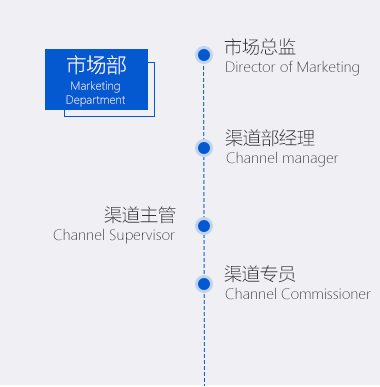 市场部
Marketing
Department
市场总监
Director of Marketing
渠道部经理
Channel manager
渠道主管
Channel Supervisor
渠道专员
Channel Commissioner